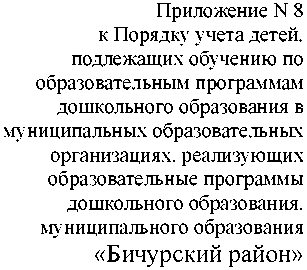 Приложение N 8
к Порядку учета детей.
подлежащих обучению по
образовательным программам
дошкольного образования в
муниципальных образовательных
организациях. реализующих
образовательные программы
дошкольного образования.
муниципального образования
«Бичурский район»